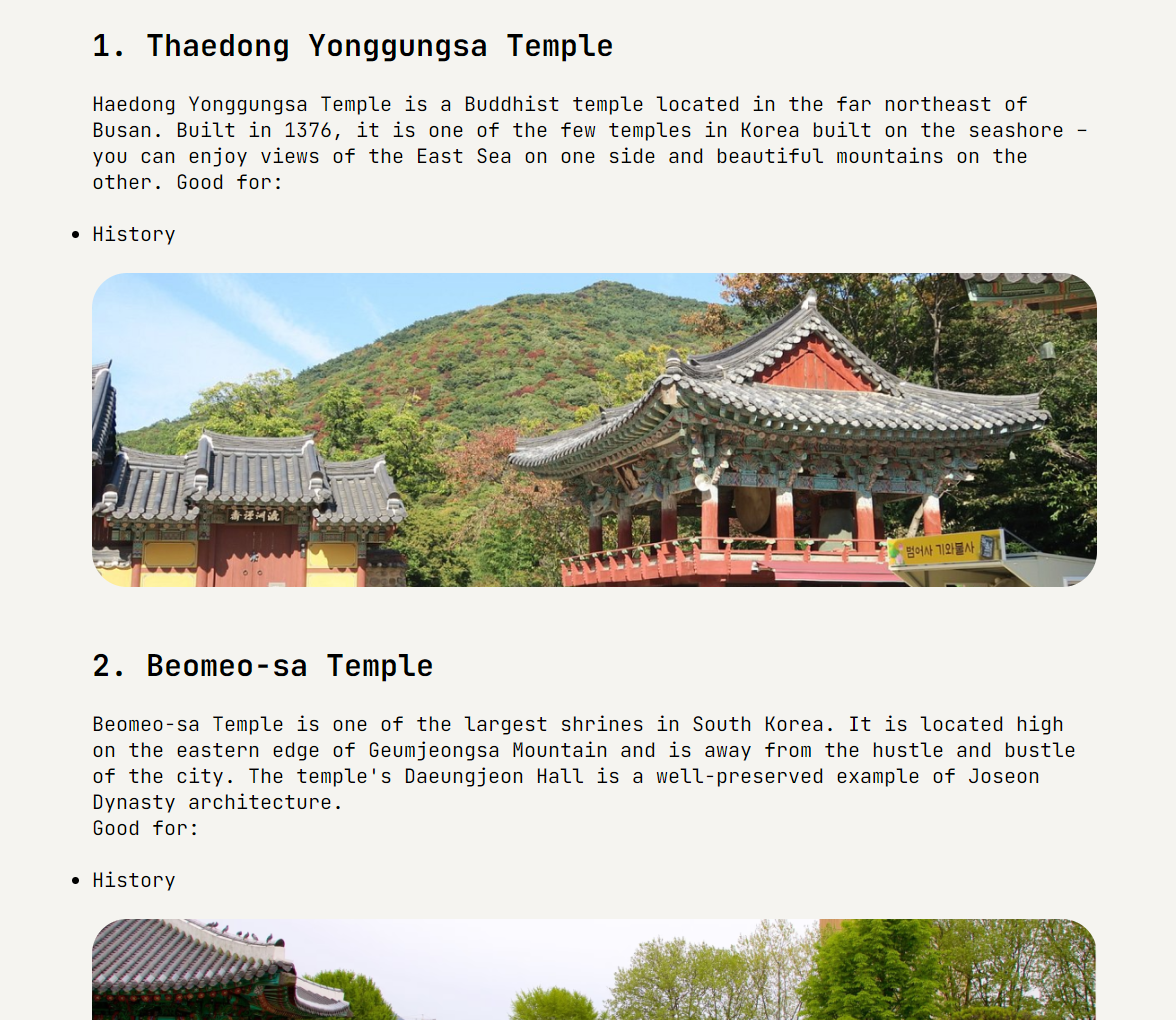 1. Thaedong Yonggungsa Temple
Haedong Yonggungsa Temple is a Buddhist temple located in the far northeast of
Busan. Built in 1376, it is one of the few temples in Korea built on the seashore –
you can enjoy views of the East Sea on one side and beautiful mountains on the
other. Good for:
• History
범어사 기와불사
2. Beomeo-sa Temple
Beomeo-sa Temple is one of the largest shrines in South Korea. It is located high
on the eastern edge of Geumjeongsa Mountain and is away from the hustle and bustle
of the city. The temple's Daeungjeon Hall is a well-preserved example of Joseon
Dynasty architecture.
Good for:
• History